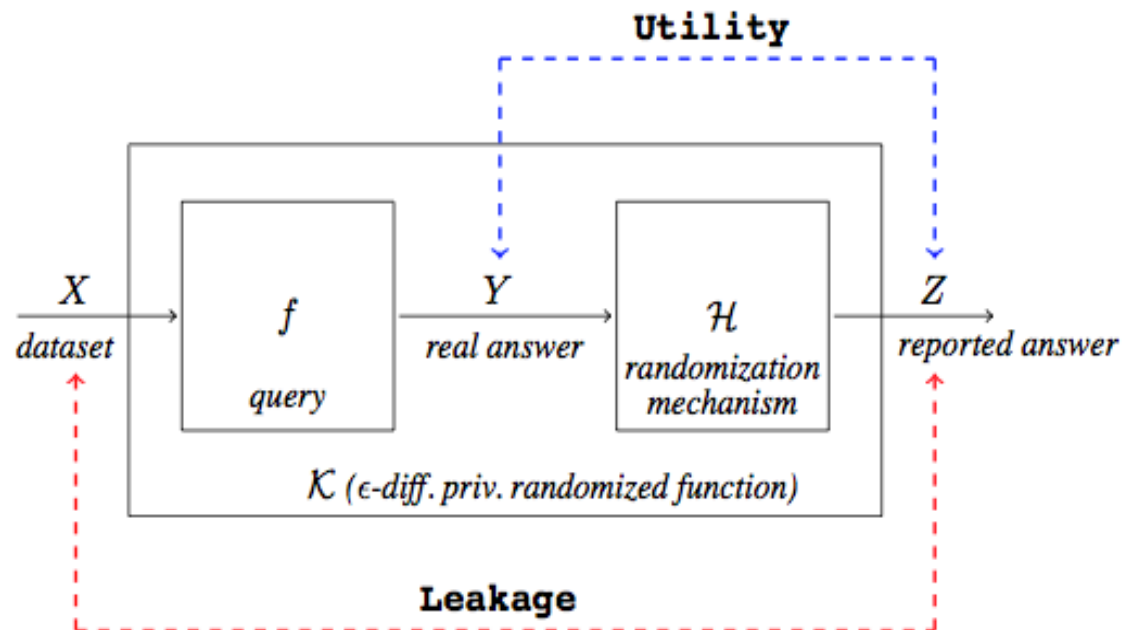 Utility
X
dataset
f
query
Y
real answer
ℋ
randomization
mechanism
Z
reported answer
𝒦 (ϵ-diff. priv. randomized function)
Leakage